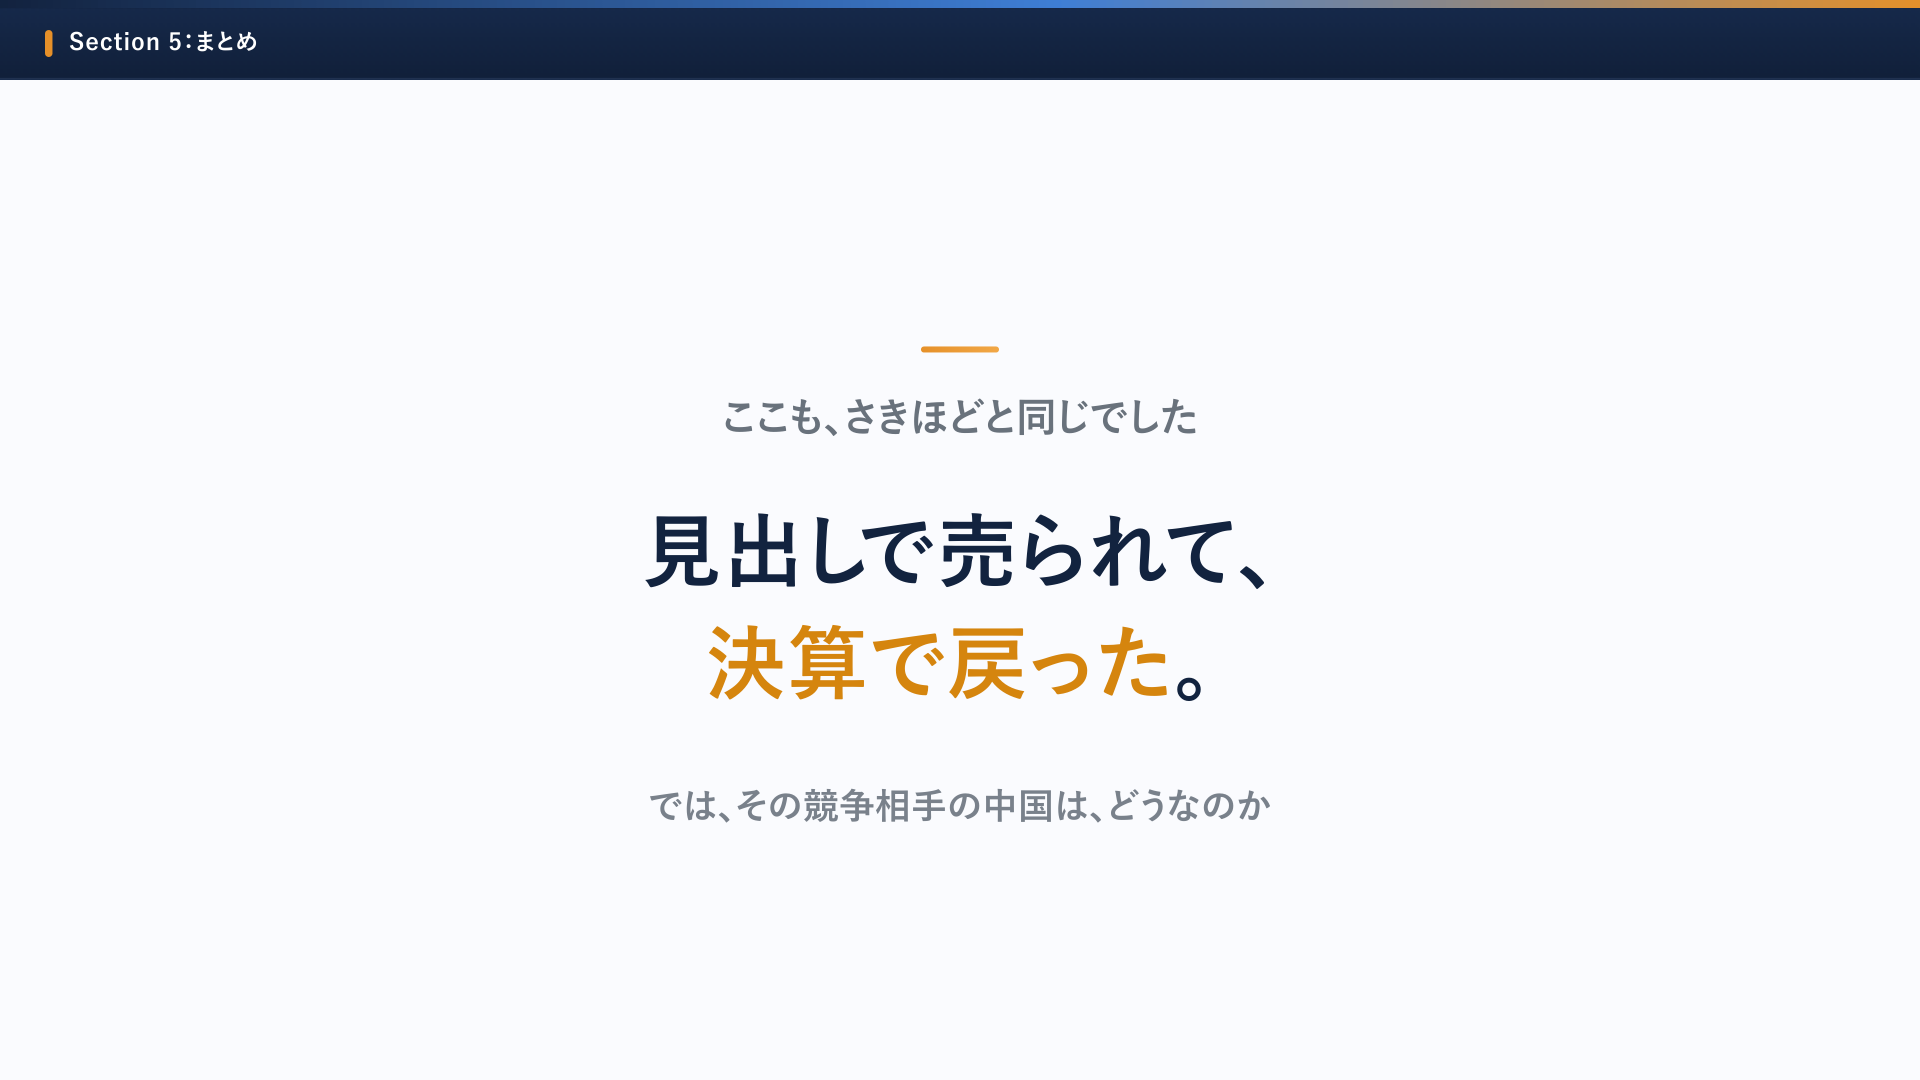 Section 5：まとめ
ここも、さきほどと同じでした
見出しで売られて、
決算で戻った。
では、その競争相手の中国は、どうなのか